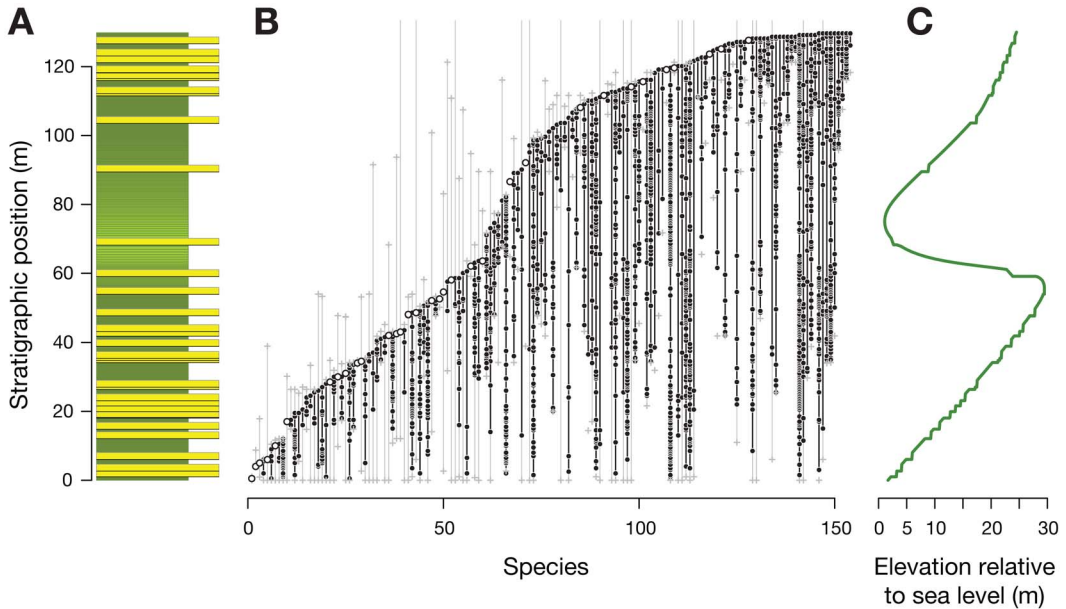 A
B
C
Stratigraphic position (m)
120
100
80
60
40
20
0
0 50 100 150
Species
0 5 10 20 30
Elevation relative
to sea level (m)